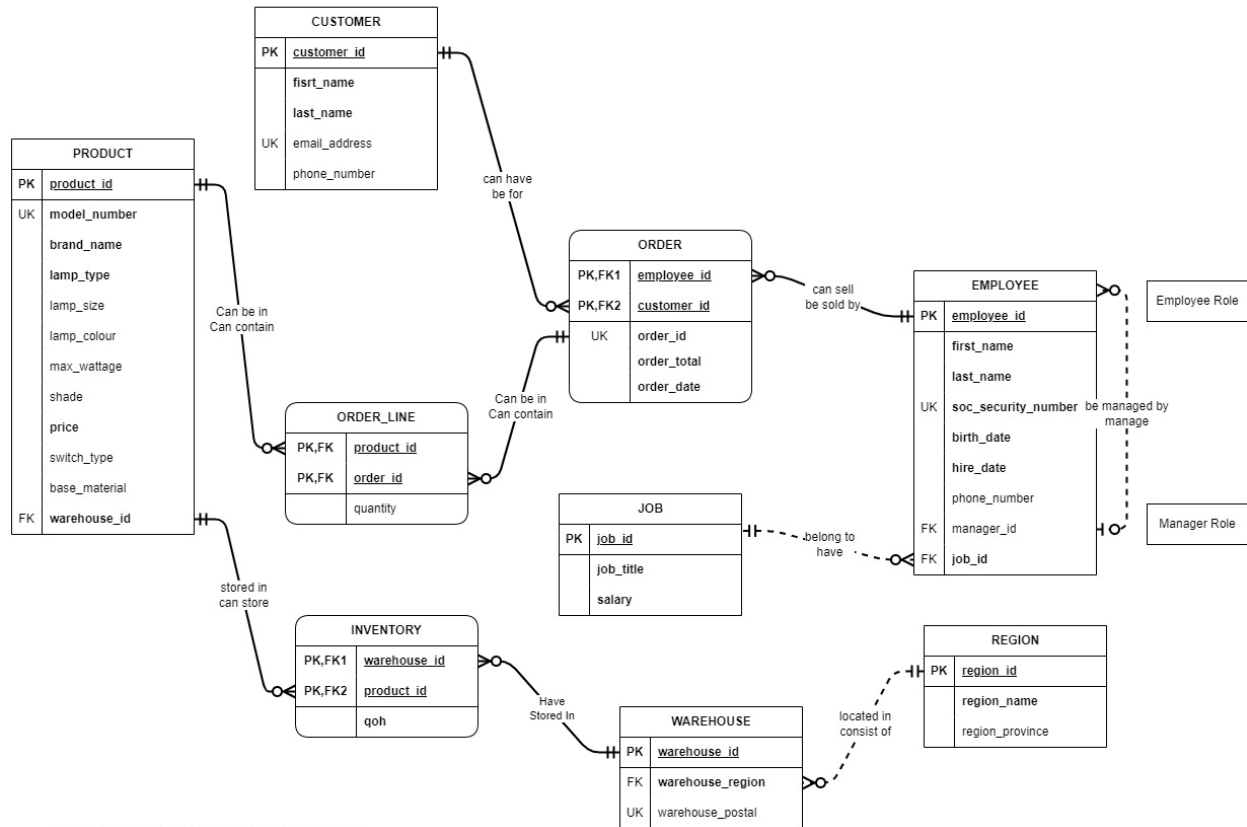 CUSTOMER
PK customer_id
fisrt_name
last_name
UK email_address
phone_number
PRODUCT
PK product_id
UK model_number
brand_name
lamp_type
lamp_size
lamp_colour
max_wattage
shade
price
switch_type
base_material
FK warehouse_id
can have
be for
ORDER
PK,FK1 employee_id
PK,FK2 customer_id
UK order_id
order_total
order_date
can sell
be sold by
EMPLOYEE
PK employee_id
first_name
last_name
UK soc_security_number
birth_date
hire_date
phone_number
FK manager_id
FK job_id
Employee Role
be managed by
manage
Manager Role
Can be in
Can contain
ORDER_LINE
PK,FK product_id
PK,FK order_id
quantity
Can be in
Can contain
JOB
PK job_id
job_title
salary
belong to
have
stored in
can store
INVENTORY
PK,FK1 warehouse_id
PK,FK2 product_id
qoh
Have
Stored In
WAREHOUSE
PK warehouse_id
FK warehouse_region
UK warehouse_postal
located in
consist of
REGION
PK region_id
region_name
region_province